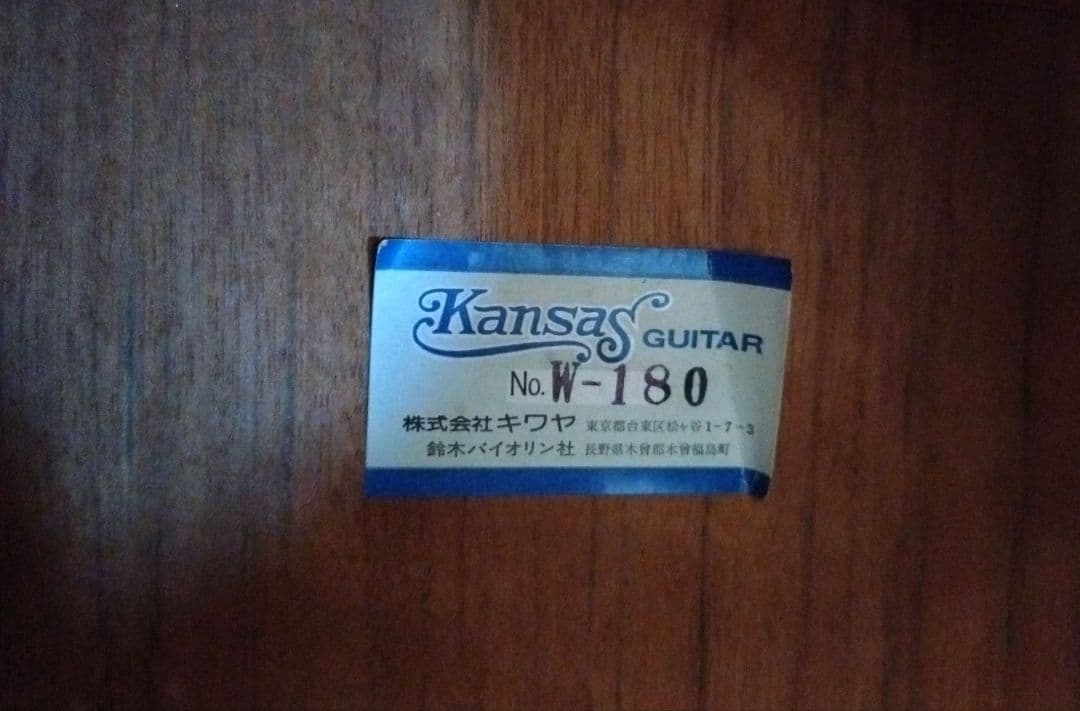 Kansas GUITAR
No. W-180
株式会社キワヤ 東京都台東区松ヶ谷1-7-3
鈴木バイオリン社 長野県木曾郡木曾福島町